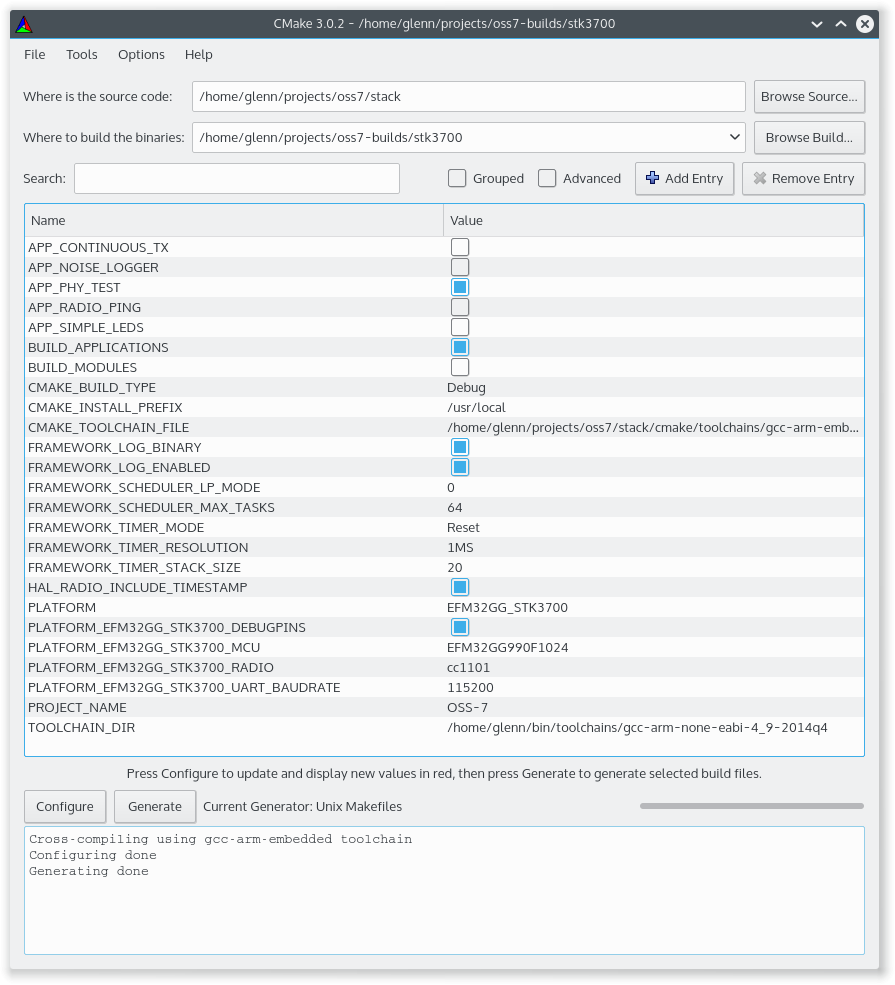 CMake 3.0.2 - /home/glenn/projects/oss7-builds/stk3700
File Tools Options Help
Where is the source code: /home/glenn/projects/oss7/stack Browse Source...
Where to build the binaries: /home/glenn/projects/oss7-builds/stk3700 Browse Build...
Search: Grouped Advanced Add Entry Remove Entry
Name Value
APP_CONTINUOUS_TX
APP_NOISE_LOGGER
APP_PHY_TEST
APP_RADIO_PING
APP_SIMPLE_LEDS
BUILD_APPLICATIONS
BUILD_MODULES
CMAKE_BUILD_TYPE Debug
CMAKE_INSTALL_PREFIX /usr/local
CMAKE_TOOLCHAIN_FILE /home/glenn/projects/oss7/stack/cmake/toolchains/gcc-arm-emb...
FRAMEWORK_LOG_BINARY
FRAMEWORK_LOG_ENABLED
FRAMEWORK_SCHEDULER_LP_MODE 0
FRAMEWORK_SCHEDULER_MAX_TASKS 64
FRAMEWORK_TIMER_MODE Reset
FRAMEWORK_TIMER_RESOLUTION 1MS
FRAMEWORK_TIMER_STACK_SIZE 20
HAL_RADIO_INCLUDE_TIMESTAMP
PLATFORM EFM32GG_STK3700
PLATFORM_EFM32GG_STK3700_DEBUGPINS
PLATFORM_EFM32GG_STK3700_MCU EFM32GG990F1024
PLATFORM_EFM32GG_STK3700_RADIO cc1101
PLATFORM_EFM32GG_STK3700_UART_BAUDRATE 115200
PROJECT_NAME OSS-7
TOOLCHAIN_DIR /home/glenn/bin/toolchains/gcc-arm-none-eabi-4_9-2014q4
Press Configure to update and display new values in red, then press Generate to generate selected build files.
Configure Generate Current Generator: Unix Makefiles
Cross-compiling using gcc-arm-embedded toolchain
Configuring done
Generating done